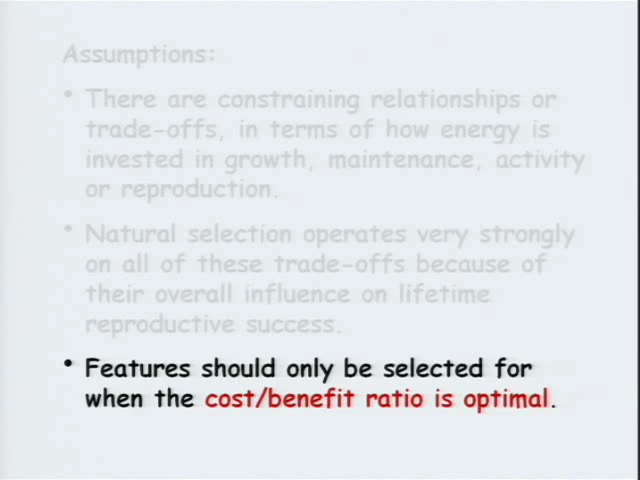 Assumptions:
• There are constraining relationships or
trade-offs, in terms of how energy is
invested in growth, maintenance, activity
or reproduction.
• Natural selection operates very strongly
on all of these trade-offs because of
their overall influence on lifetime
reproductive success.
• Features should only be selected for
when the cost/benefit ratio is optimal.